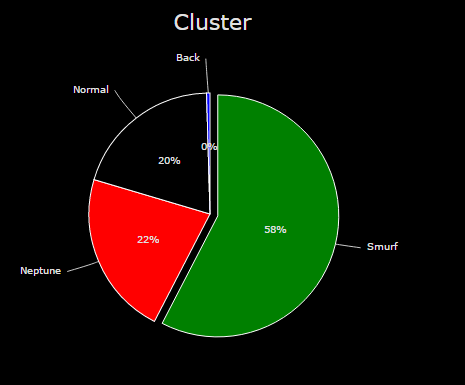 Cluster
Back
Normal
0%
20%
58%
22%
Smurf
Neptune